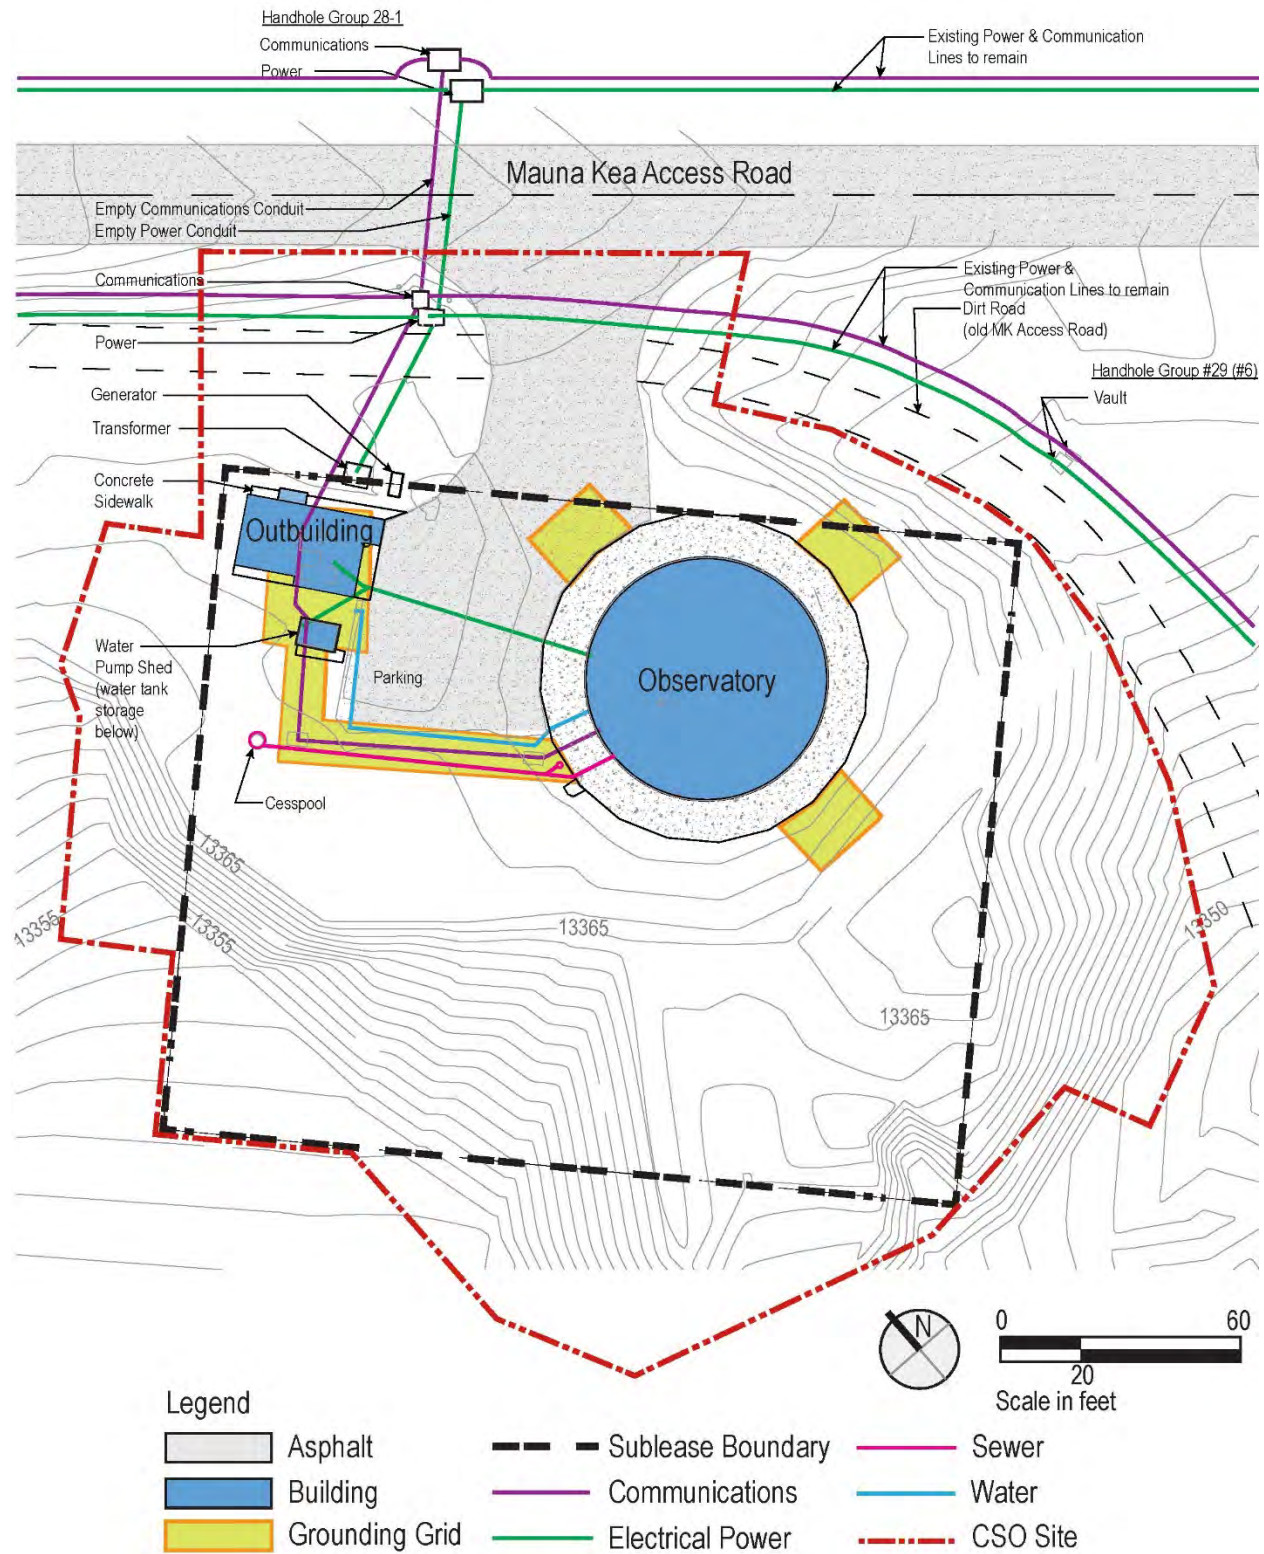 Handhole Group 28-1
Communications
Power
Existing Power & Communication
Lines to remain
Mauna Kea Access Road
Empty Communications Conduit
Empty Power Conduit
Communications
Existing Power &
Communication Lines to remain
Dirt Road
(old MK Access Road)
Power
Handhole Group #29 (#6)
Vault
Generator
Transformer
Concrete
Sidewalk
Outbuilding
Water
Pump Shed
(water tank
storage
below)
Parking
Observatory
Cesspool
13365
13355
13355
13365
13350
13365
N
0
60
20
Scale in feet
Legend
Asphalt
Sublease Boundary
Sewer
Building
Communications
Water
Grounding Grid
Electrical Power
CSO Site